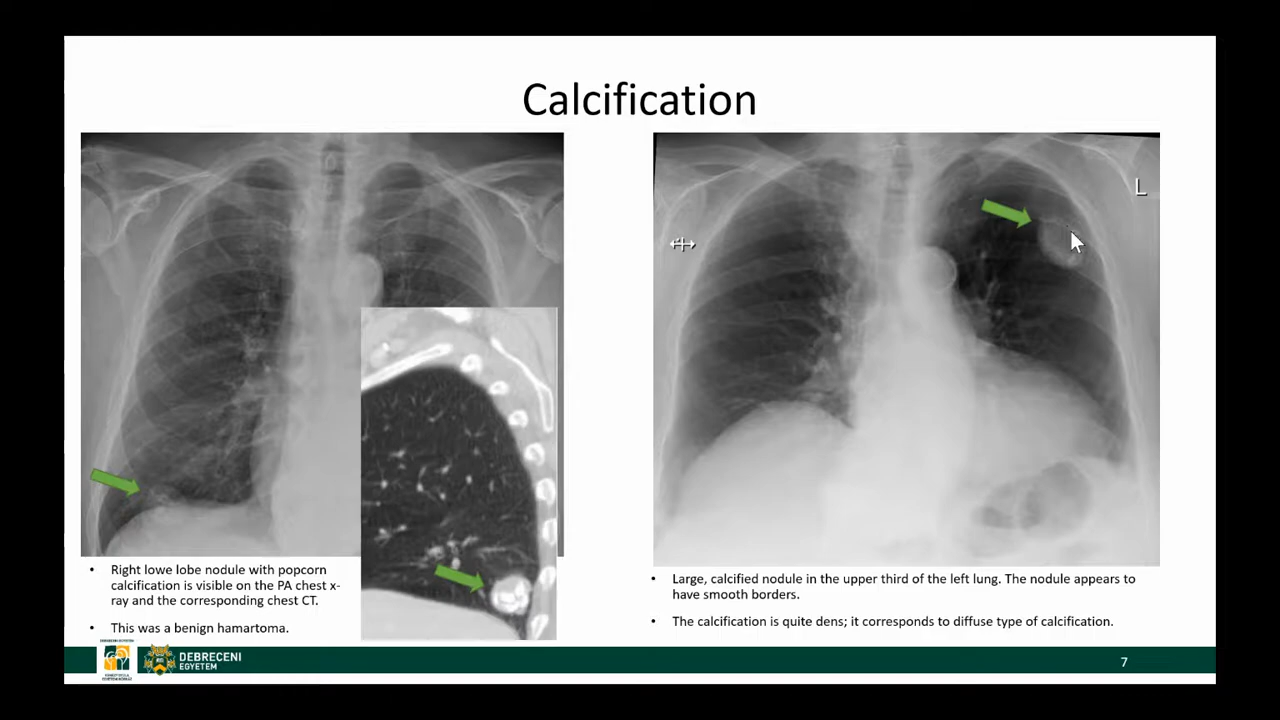 Calcification
L
• Right lowe lobe nodule with popcorn
calcification is visible on the PA chest x-
ray and the corresponding chest CT.
• This was a benign hamartoma.
• Large, calcified nodule in the upper third of the left lung. The nodule appears to
have smooth borders.
• The calcification is quite dens; it corresponds to diffuse type of calcification.
DEBRECENI
EGYETEM
7